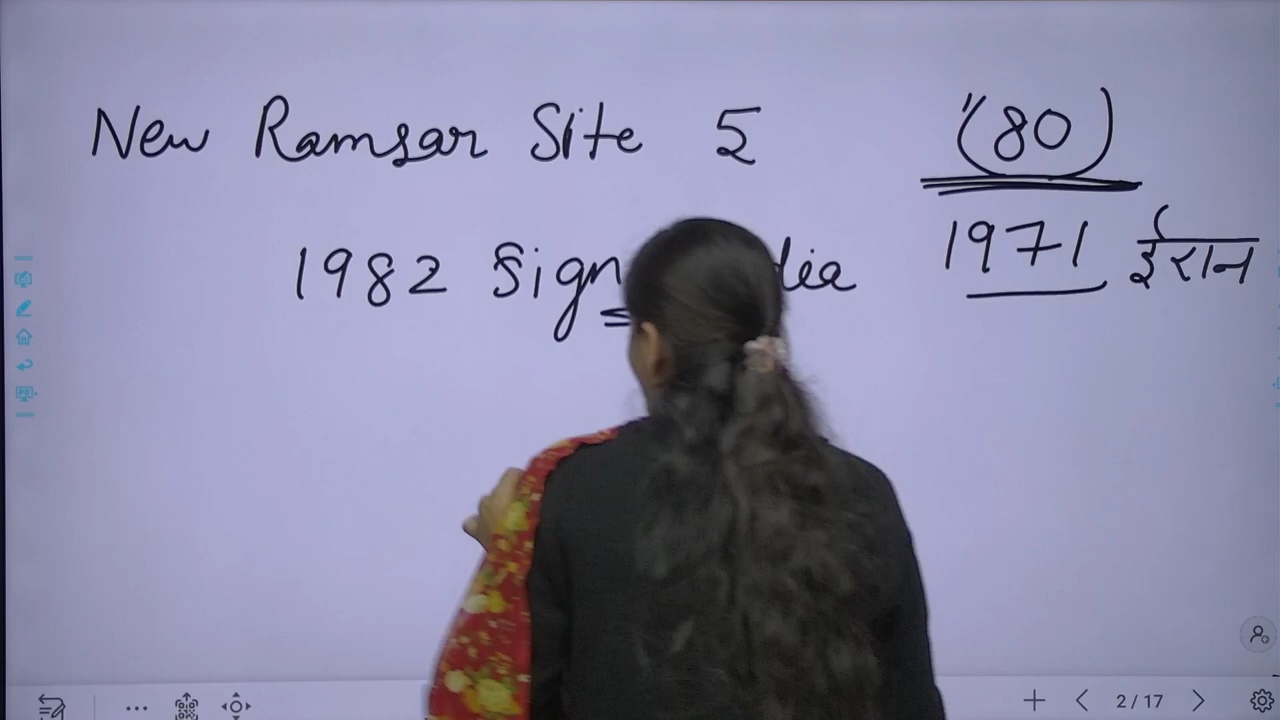 New Ramsar Site 5 (80)
1982 Sign 1971 ईरान
2 / 17